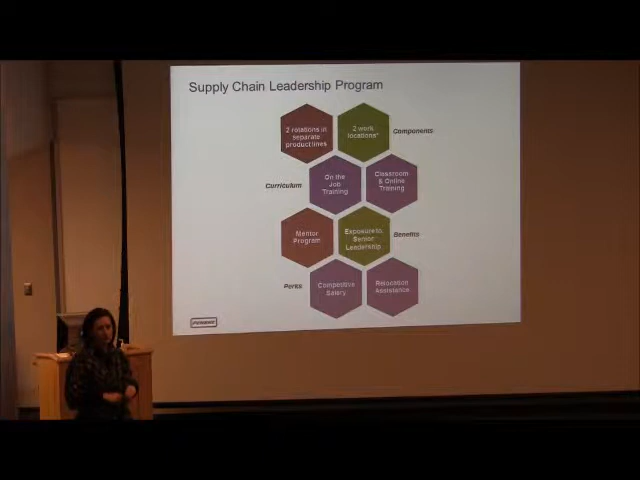 Supply Chain Leadership Program
2 rotations in
separate
product lines
2 work
locations*
Components
Curriculum
On the
Job
Training
Classroom
& Online
Training
Mentor
Program
Exposure to
Senior
Leadership
Benefits
Perks
Competitive
Salary
Relocation
Assistance